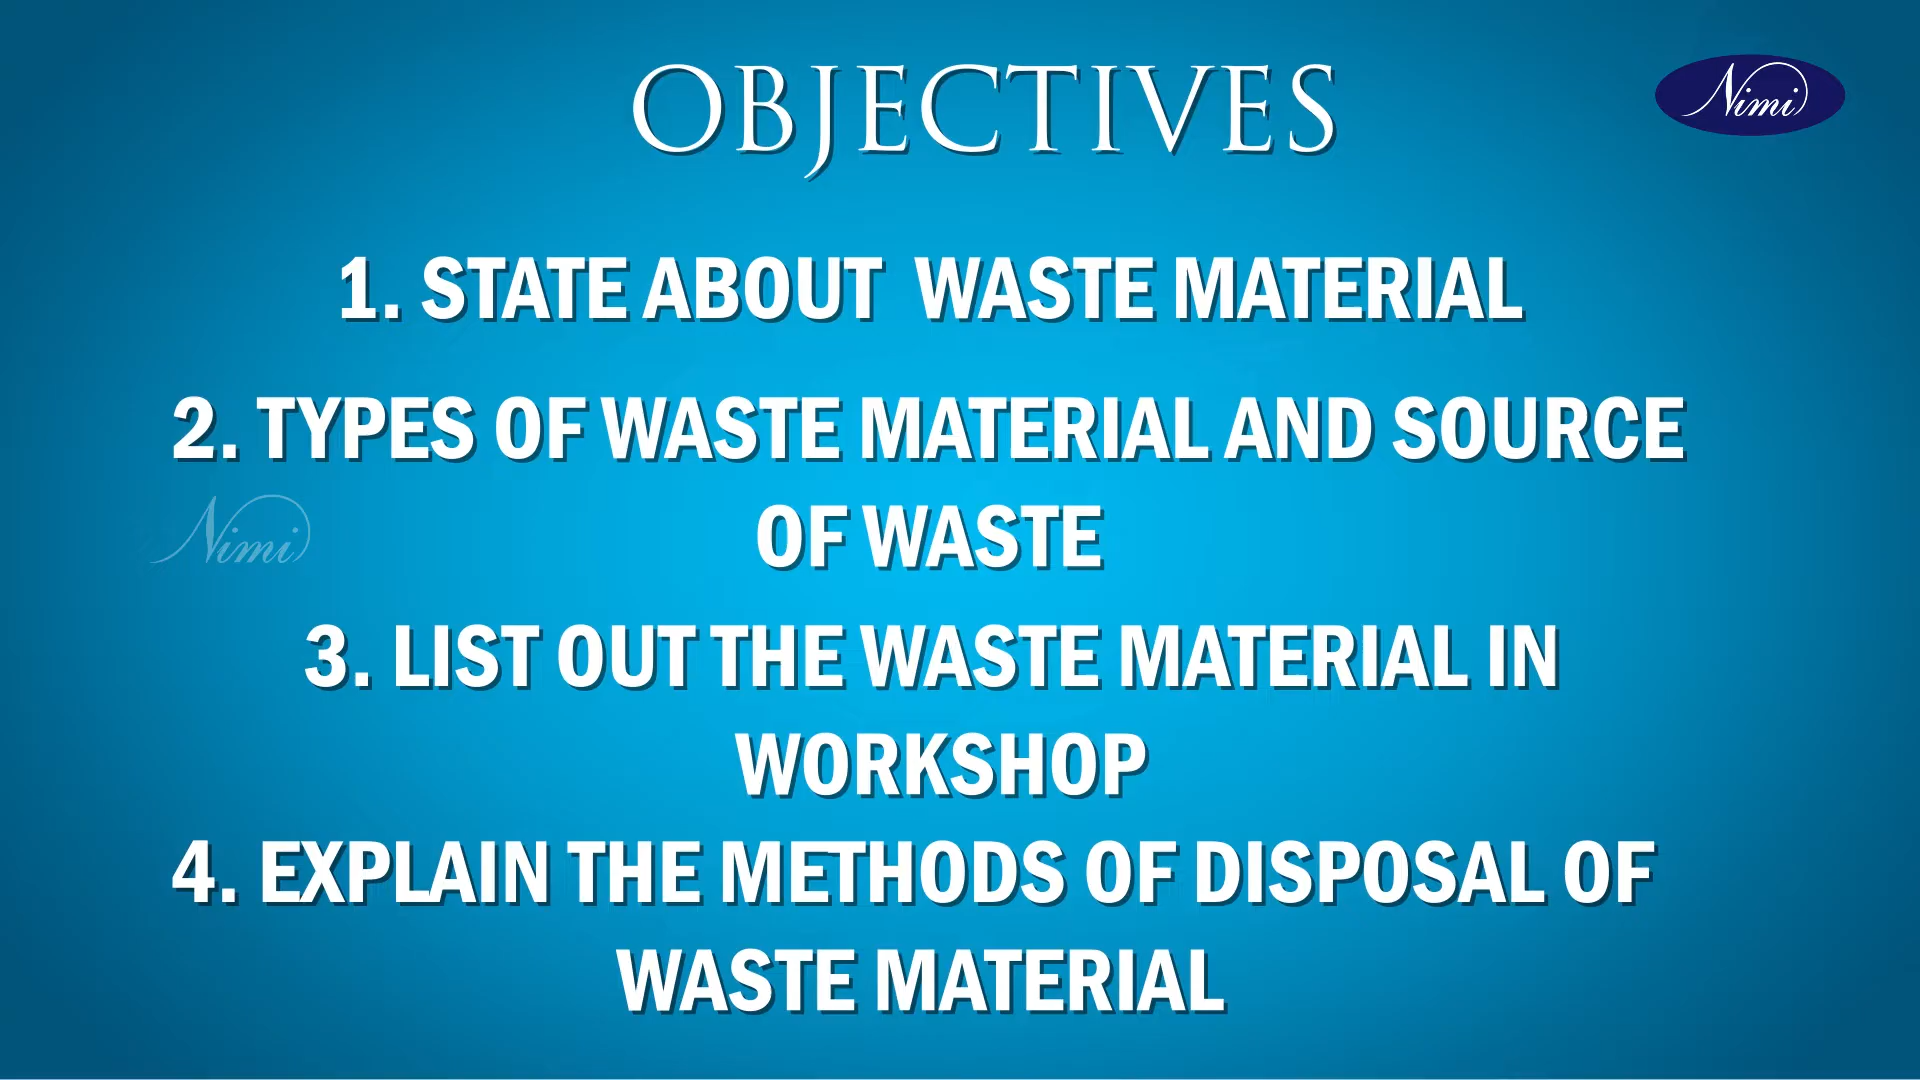 OBJECTIVES
Nimi
1. STATE ABOUT WASTE MATERIAL
2. TYPES OF WASTE MATERIAL AND SOURCE
OF WASTE
Nimi
3. LIST OUT THE WASTE MATERIAL IN
WORKSHOP
4. EXPLAIN THE METHODS OF DISPOSAL OF
WASTE MATERIAL